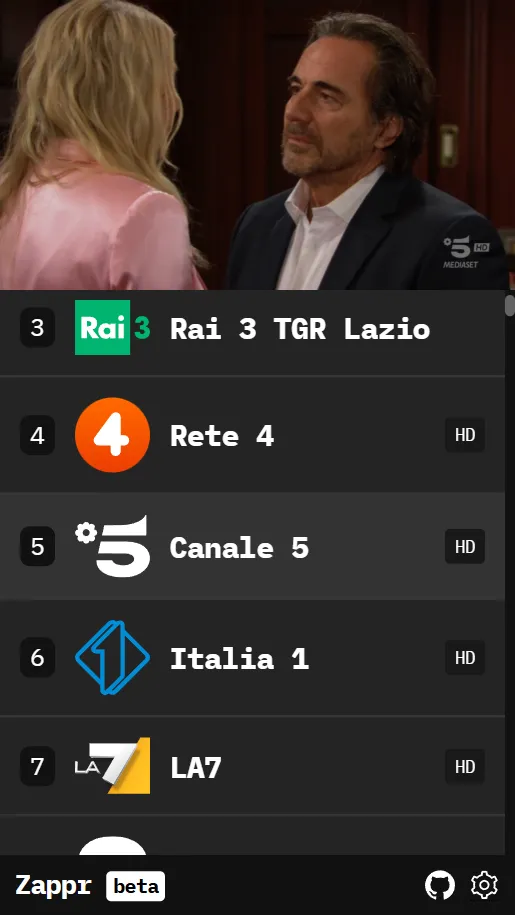 5 HD
MEDIASET
3 Rai 3 Rai 3 TGR Lazio
4 4 Rete 4 HD
5 5 Canale 5 HD
6 1 Italia 1 HD
7 LA7 LA7 HD
Zappr beta